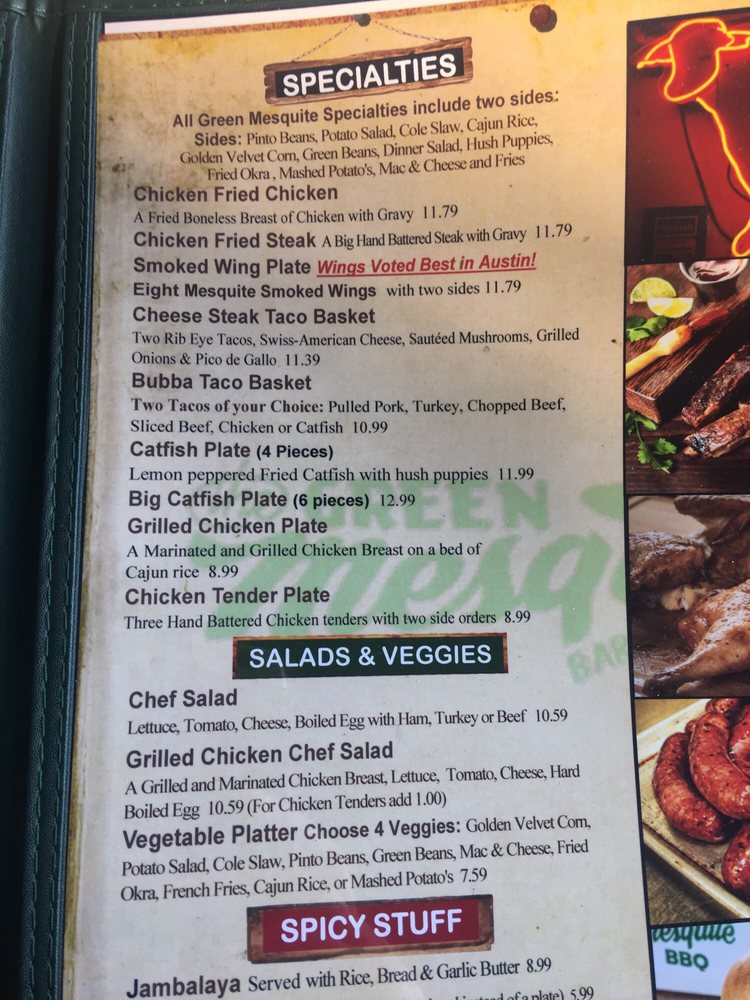 SPECIALTIES
All Green Mesquite Specialties include two sides:
Sides: Pinto Beans, Potato Salad, Cole Slaw, Cajun Rice,
Golden Velvet Corn, Green Beans, Dinner Salad, Hush Puppies,
Fried Okra , Mashed Potato's, Mac & Cheese and Fries
Chicken Fried Chicken
A Fried Boneless Breast of Chicken with Gravy 11.79
Chicken Fried Steak A Big Hand Battered Steak with Gravy 11.79
Smoked Wing Plate Wings Voted Best in Austin!
Eight Mesquite Smoked Wings with two sides 11.79
Cheese Steak Taco Basket
Two Rib Eye Tacos, Swiss-American Cheese, Sautéed Mushrooms, Grilled
Onions & Pico de Gallo 11.39
Bubba Taco Basket
Two Tacos of your Choice: Pulled Pork, Turkey, Chopped Beef,
Sliced Beef, Chicken or Catfish 10.99
Catfish Plate (4 Pieces)
Lemon peppered Fried Catfish with hush puppies 11.99
Big Catfish Plate (6 pieces) 12.99
GREEN
Grilled Chicken Plate
A Marinated and Grilled Chicken Breast on a bed of
Cajun rice 8.99
Chicken Tender Plate
Three Hand Battered Chicken tenders with two side orders 8.99
SALADS & VEGGIES
Chef Salad
Lettuce, Tomato, Cheese, Boiled Egg with Ham, Turkey or Beef 10.59
Grilled Chicken Chef Salad
A Grilled and Marinated Chicken Breast, Lettuce, Tomato, Cheese, Hard
Boiled Egg 10.59 (For Chicken Tenders add 1.00)
Vegetable Platter Choose 4 Veggies: Golden Velvet Corn,
Potato Salad, Cole Slaw, Pinto Beans, Green Beans, Mac & Cheese, Fried
Okra, French Fries, Cajun Rice, or Mashed Potato's 7.59
SPICY STUFF
Jambalaya Served with Rice, Bread & Garlic Butter 8.99
instead of a plate) 5.99
BBQ